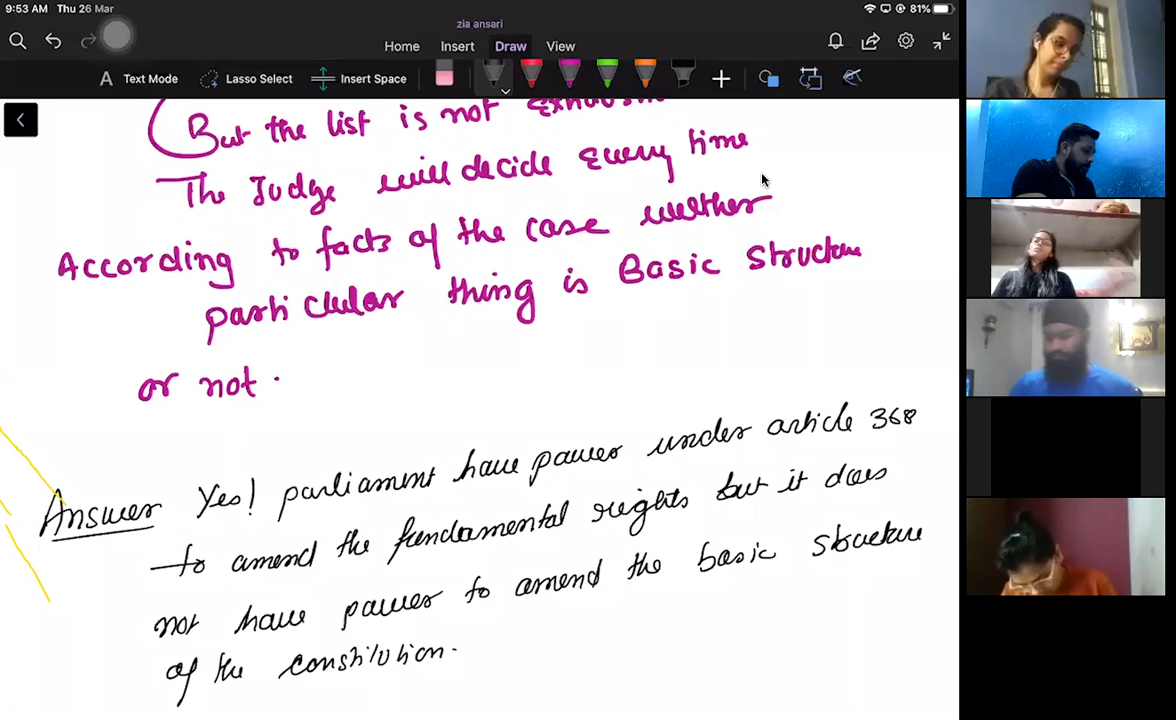 9:53 AM Thu 26 Mar
81%
zia ansari
Home Insert Draw View
Text Mode Lasso Select Insert Space
But the list is not
The Judge will decide Every time
According to facts of the case wether
particular thing is Basic structure
or not.
Answer Yes! parliament have power under article 368
to amend the fundamental rights but it does
not have power to amend the basic structure
of the constitution.